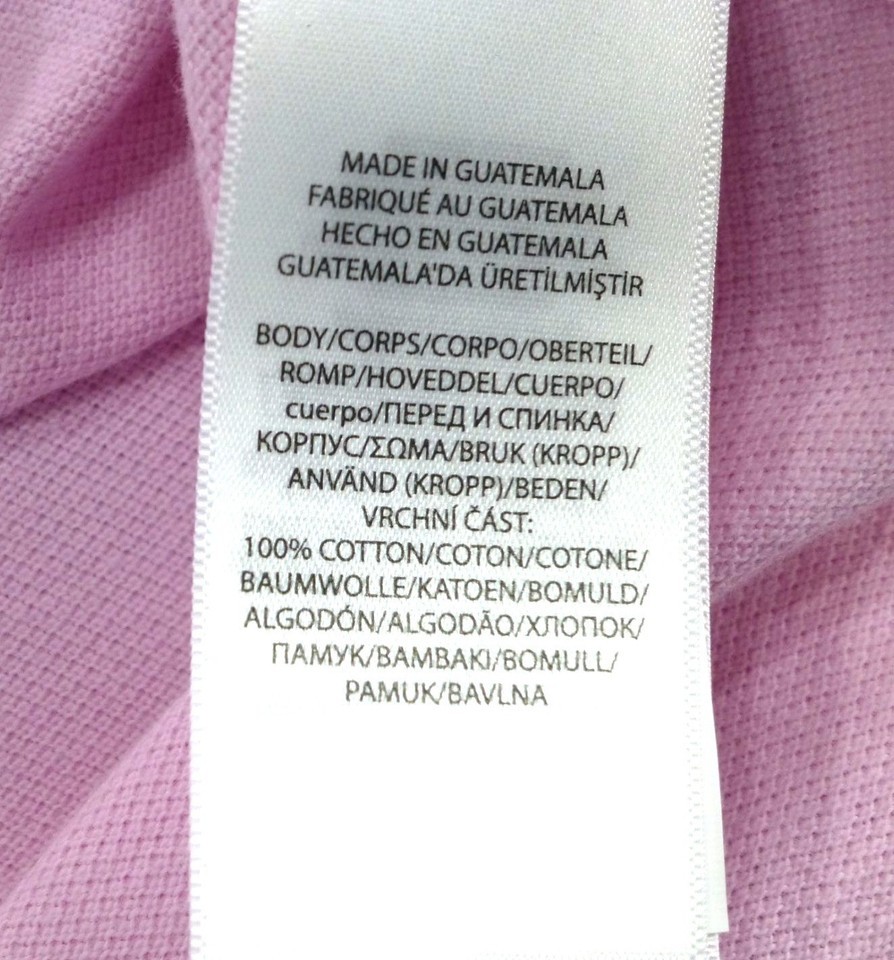 MADE IN GUATEMALA
FABRIQUÉ AU GUATEMALA
HECHO EN GUATEMALA
GUATEMALA'DA ÜRETİLMİŞTİR
BODY/CORPS/CORPO/OBERTEIL/
ROMP/HOVEDDEL/CUERPO/
cuerpo/ПЕРЕД И СПИНКА/
КОРПУС/ΣΩΜΑ/BRUK (KROPP)/
ANVÄND (KROPP)/BEDEN/
VRCHNÍ ČÁST:
100% COTTON/COTON/COTONE/
BAUMWOLLE/KATOEN/BOMULD/
ALGODÓN/ALGODÃO/ХЛОПОК/
ПАМУК/ΒΑΜΒΑΚΙ/BOMULL/
PAMUK/BAVLNA